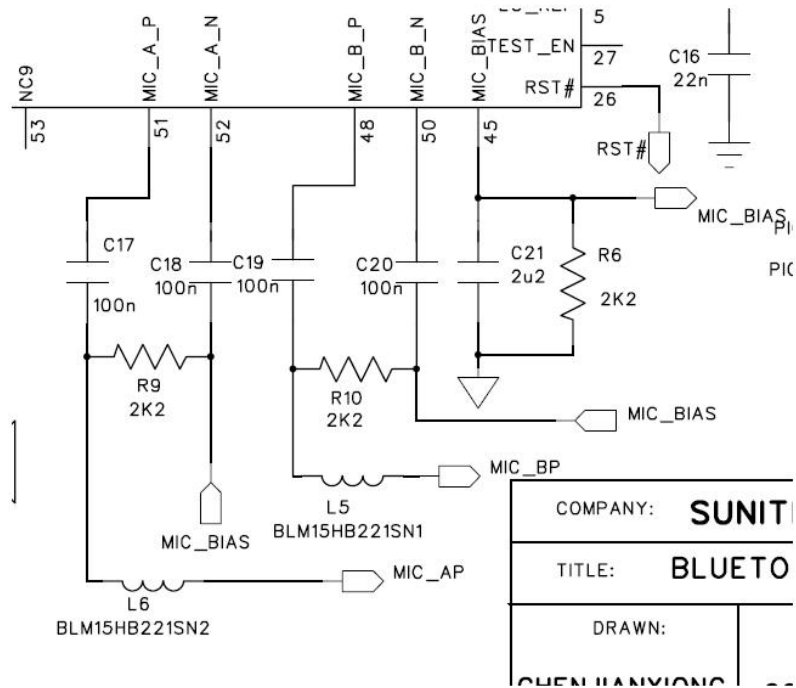 5
TEST_EN
27
RST#
26
C16
22n
NC9
MIC_A_P
MIC_A_N
MIC_B_P
MIC_B_N
MIC_BIAS
53
51
52
48
50
45
RST#
MIC_BIAS
C17
100n
C18
100n
C19
100n
C20
100n
C21
2u2
R6
2K2
R9
2K2
R10
2K2
MIC_BIAS
MIC_BP
L5
BLM15HB221SN1
MIC_BIAS
MIC_AP
L6
BLM15HB221SN2
COMPANY: SUNIT
TITLE: BLUETO
DRAWN:
CHENJIANXIONG